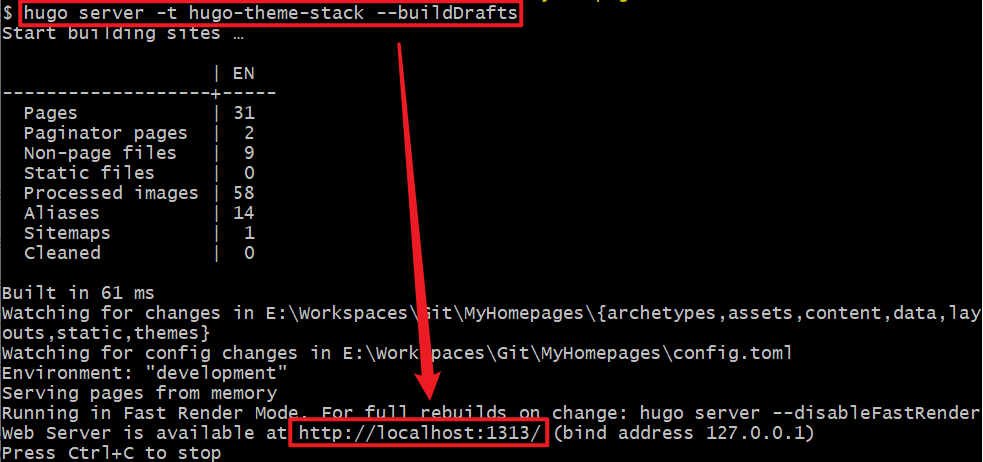 $ hugo server -t hugo-theme-stack --buildDrafts
Start building sites …
                   | EN
-------------------+-----
  Pages            | 31
  Paginator pages  |  2
  Non-page files   |  9
  Static files     |  0
  Processed images | 58
  Aliases          | 14
  Sitemaps         |  1
  Cleaned          |  0
Built in 61 ms
Watching for changes in E:\Workspaces\Git\MyHomepages\{archetypes,assets,content,data,lay
outs,static,themes}
Watching for config changes in E:\Workspaces\Git\MyHomepages\config.toml
Environment: "development"
Serving pages from memory
Running in Fast Render Mode. For full rebuilds on change: hugo server --disableFastRender
Web Server is available at http://localhost:1313/ (bind address 127.0.0.1)
Press Ctrl+C to stop